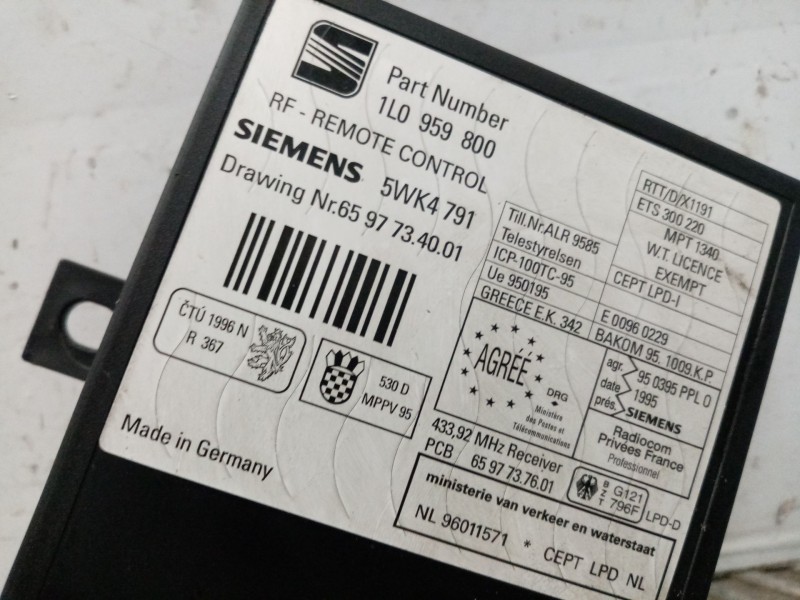 Part Number
1L0 959 800
RF - REMOTE CONTROL
SIEMENS 5WK4 791
Drawing Nr.65 97 73.40.01
ČTÚ 1996 N
R 367
530 D
MPPV 95
Made in Germany
Till.Nr.ALR 9585
Telestyrelsen
ICP-100TC-95
Ue 950195
GREECE E.K. 342
RTT/D/X1191
ETS 300 220
MPT 1340
W.T. LICENCE
EXEMPT
CEPT LPD-I
E 0096 0229
BAKOM 95. 1009.K.P.
AGRÉÉ
DRG
Ministère
des Postes et
Télécommunications
agr. 95 0395 PPL 0
date 1995
prés. SIEMENS
Radiocom
Privées France
Professionnel
433,92 MHz Receiver
PCB 65 97 73.76.01
BZT G121
796F LPD-D
ministerie van verkeer en waterstaat
NL 96011571 * CEPT LPD NL